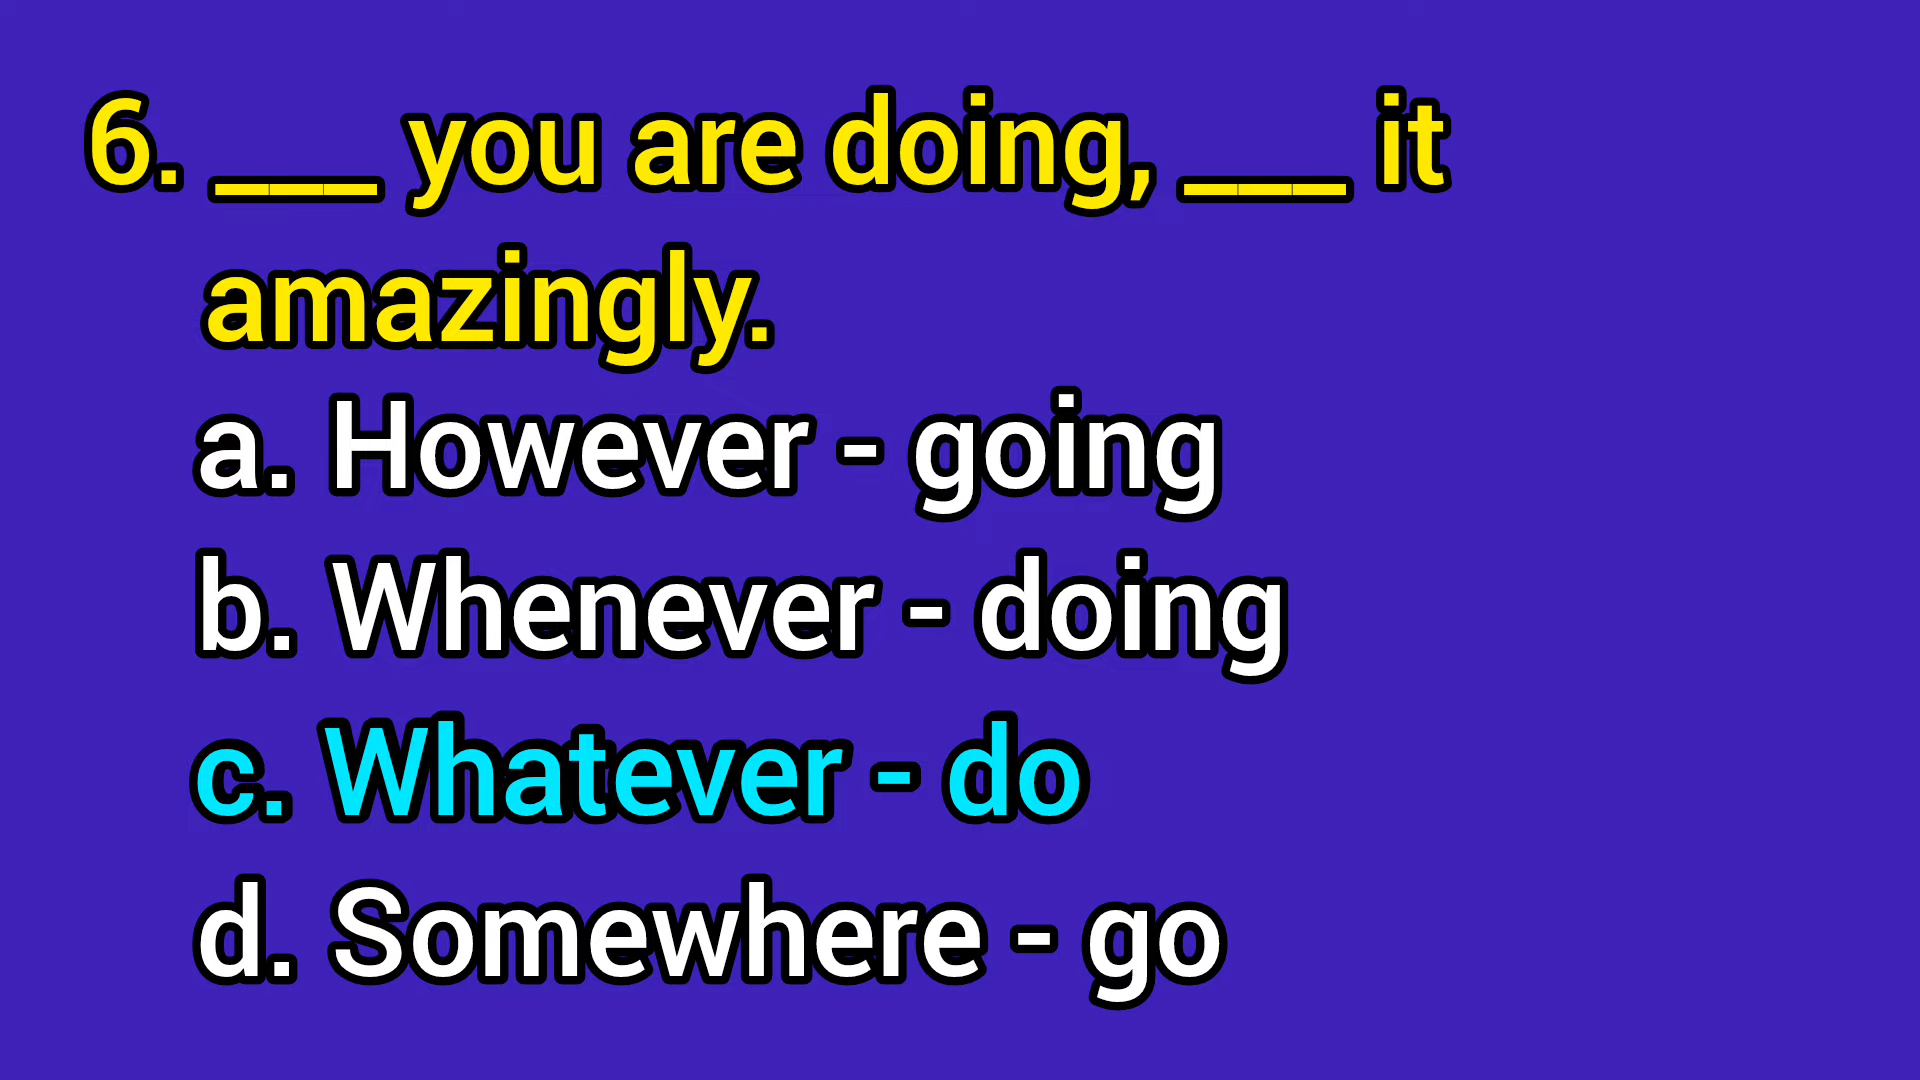 6. ___ you are doing, ___ it
amazingly.
a. However - going
b. Whenever - doing
c. Whatever - do
d. Somewhere - go